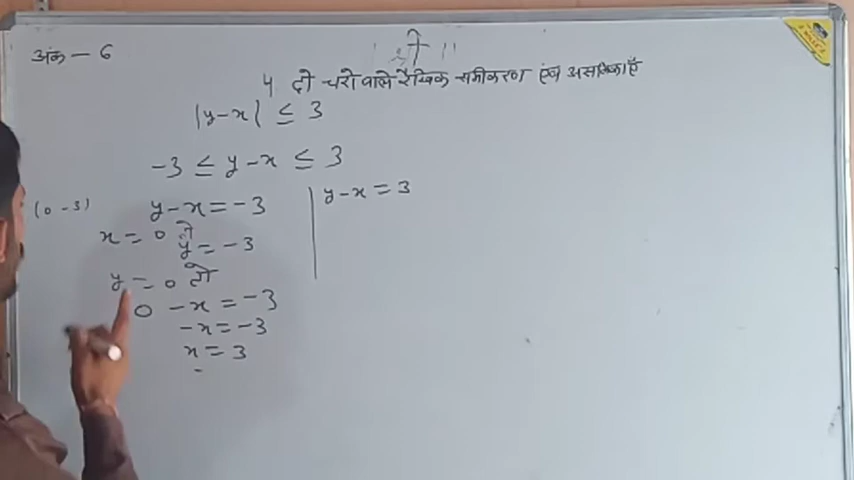 अंक - 6
॥ श्री ॥
4 दो चरो वाले रैखिक समीकरण एवं असमिकाएँ
|y-x| ≤ 3
-3 ≤ y-x ≤ 3
(0 -3)
y-x = -3
x = 0 तो
y = -3
y = 0 तो
0 - x = -3
-x = -3
x = 3
y-x = 3